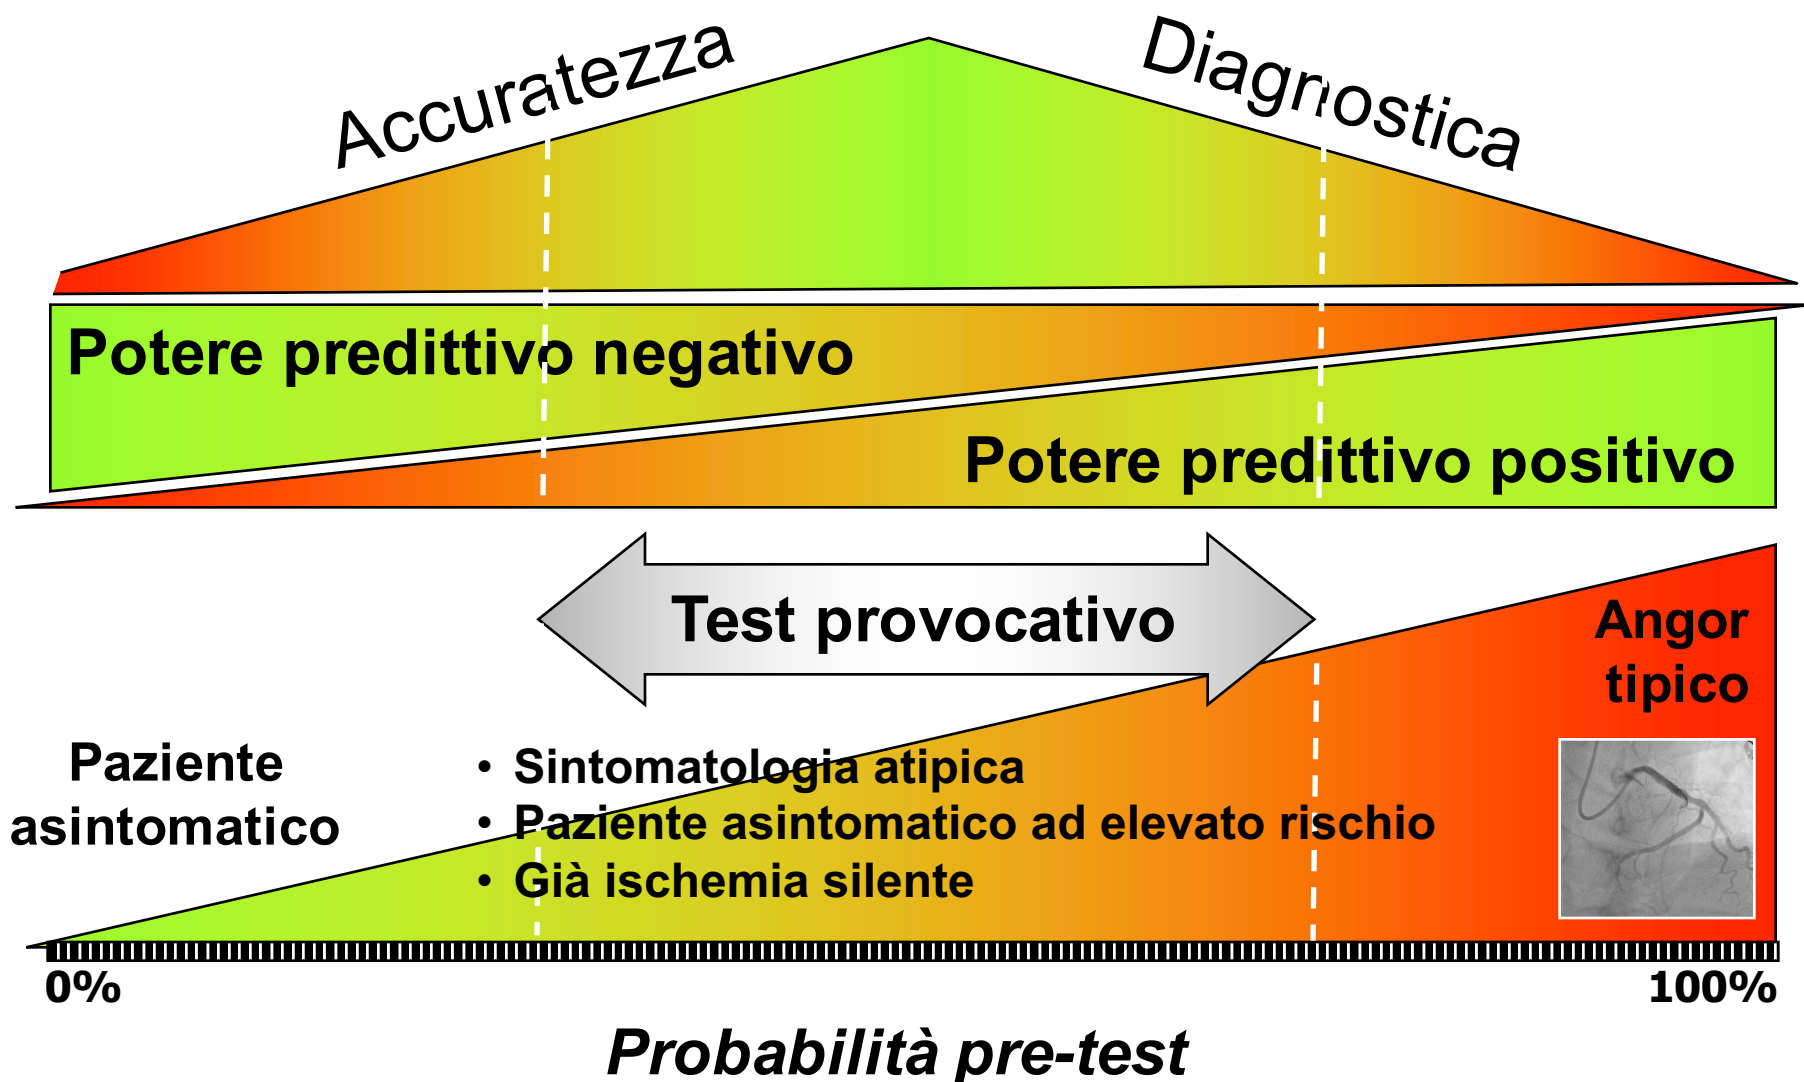 Accuratezza Diagnostica
Potere predittivo negativo
Potere predittivo positivo
Test provocativo
Angor
tipico
Paziente
asintomatico
• Sintomatologia atipica
• Paziente asintomatico ad elevato rischio
• Già ischemia silente
0%
100%
Probabilità pre-test